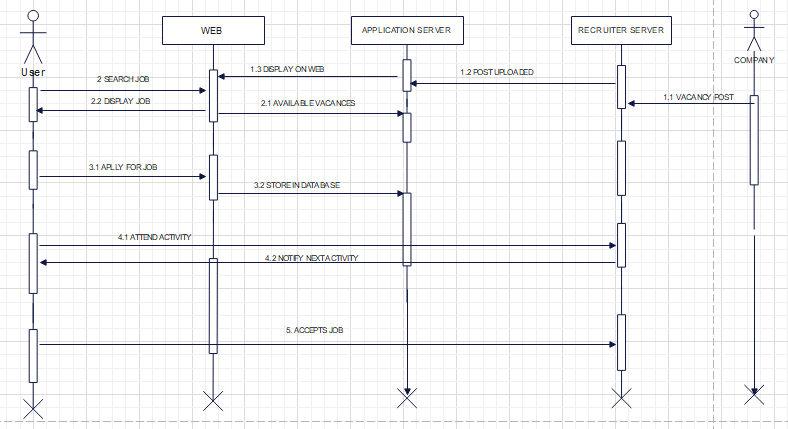 WEB
APPLICATION SERVER
RECRUITER SERVER
COMPANY
User
1.3 DISPLAY ON WEB
1.2 POST UPLOADED
2 SEARCH JOB
2.2 DISPLAY JOB
2.1 AVAILABLE VACANCES
1.1 VACANCY POST
3.1 APLLY FOR JOB
3.2 STORE IN DATABASE
4.1 ATTEND ACTIVITY
4.2 NOTIFY NEXT ACTIVITY
5. ACCEPTS JOB